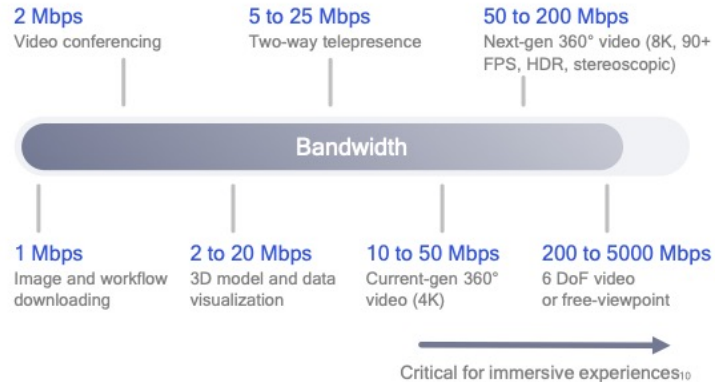 2 Mbps
Video conferencing
5 to 25 Mbps
Two-way telepresence
50 to 200 Mbps
Next-gen 360° video (8K, 90+
FPS, HDR, stereoscopic)
Bandwidth
1 Mbps
Image and workflow
downloading
2 to 20 Mbps
3D model and data
visualization
10 to 50 Mbps
Current-gen 360°
video (4K)
200 to 5000 Mbps
6 DoF video
or free-viewpoint
Critical for immersive experiences10